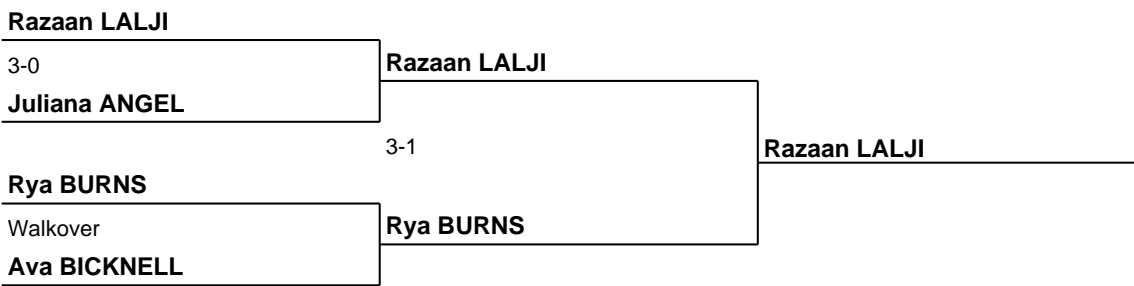 Razaan LALJI
3-0
Razaan LALJI
Juliana ANGEL
3-1
Razaan LALJI
Rya BURNS
Walkover
Rya BURNS
Ava BICKNELL